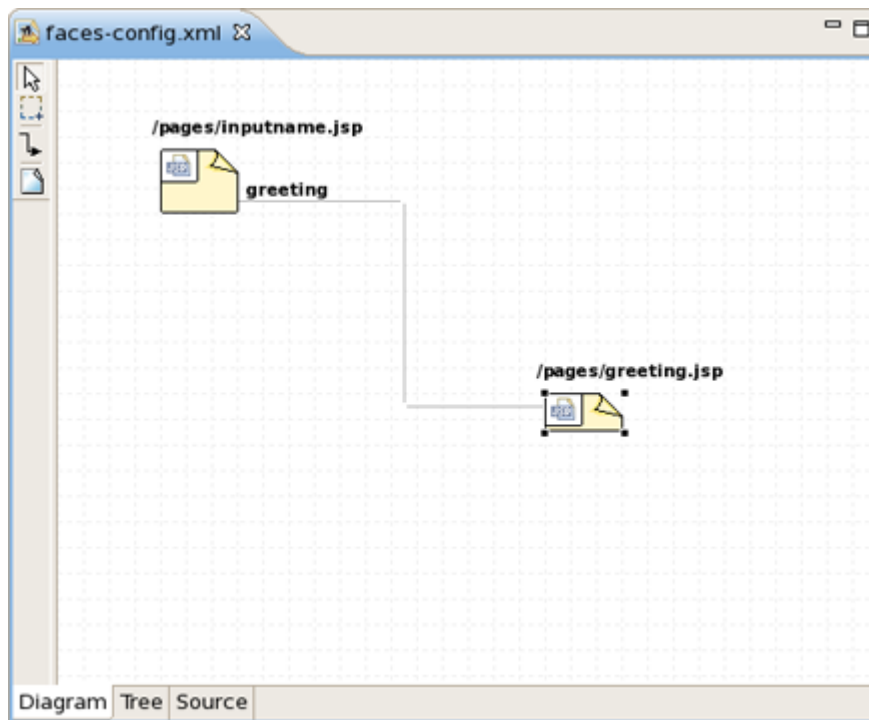 faces-config.xml
/pages/inputname.jsp
greeting
/pages/greeting.jsp
Diagram Tree Source